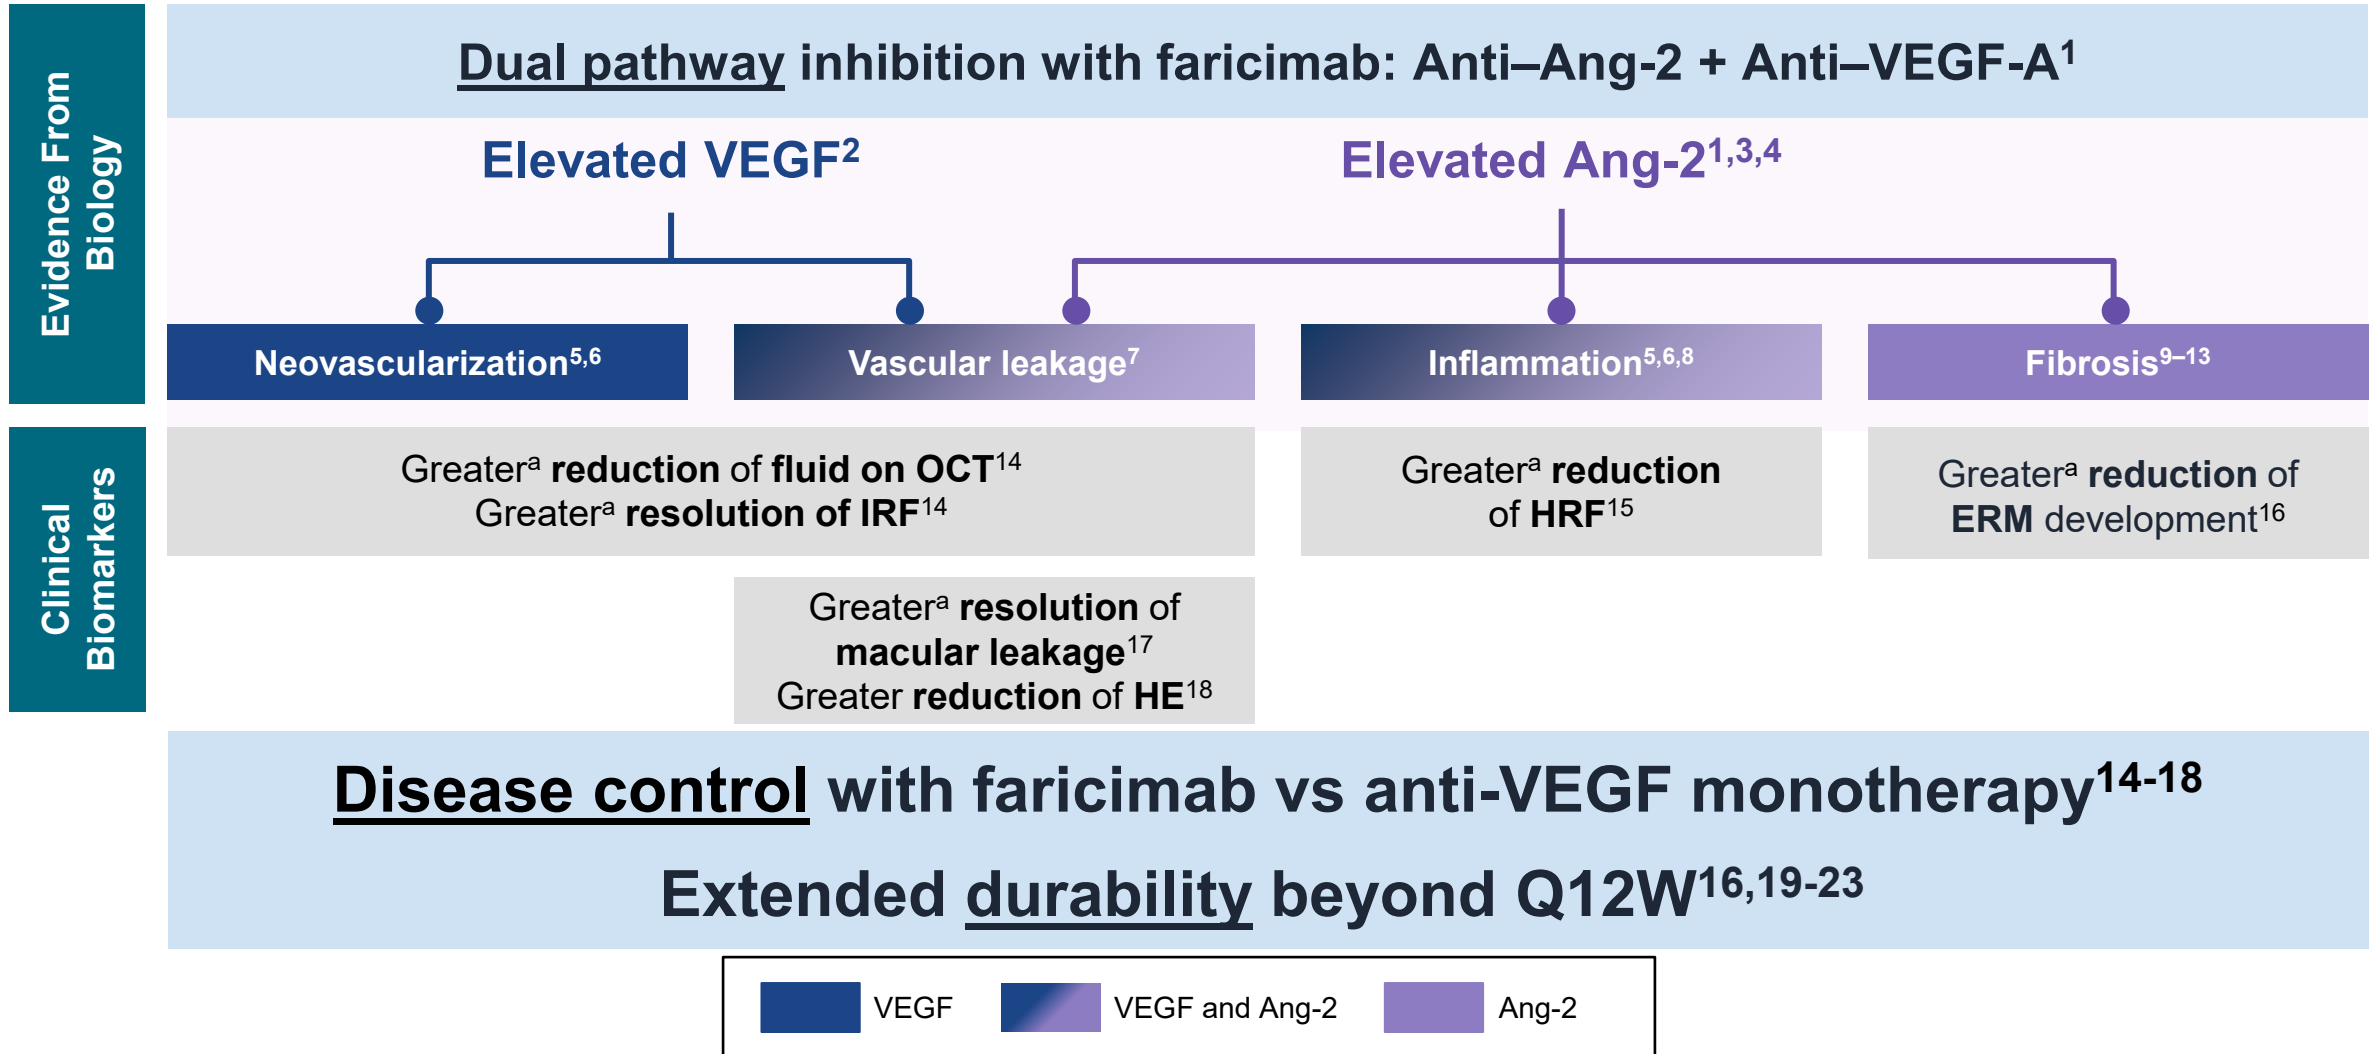 Evidence From
Biology
Dual pathway inhibition with faricimab: Anti–Ang-2 + Anti–VEGF-A1
Elevated VEGF2
Elevated Ang-21,3,4
Neovascularization5,6
Vascular leakage7
Inflammation5,6,8
Fibrosis9–13
Clinical
Biomarkers
Greatera reduction of fluid on OCT14
Greatera resolution of IRF14
Greatera reduction
of HRF15
Greatera reduction of
ERM development16
Greatera resolution of
macular leakage17
Greater reduction of HE18
Disease control with faricimab vs anti-VEGF monotherapy14-18
Extended durability beyond Q12W16,19-23
VEGF
VEGF and Ang-2
Ang-2